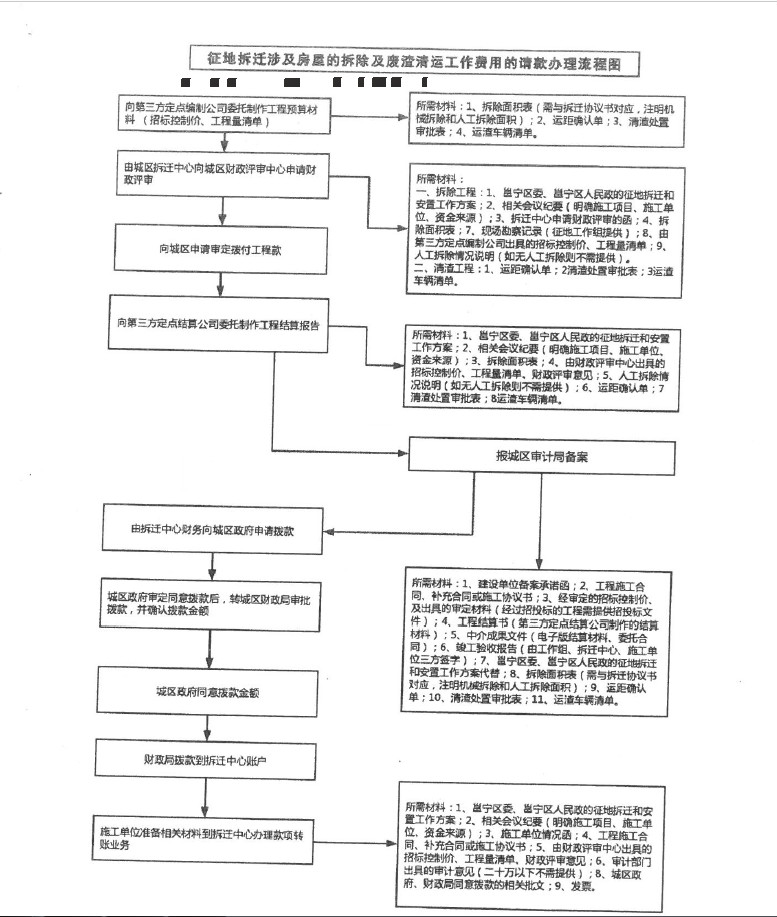 征地拆迁涉及房屋的拆除及废渣清运工作费用的请款办理流程图
向第三方定点编制公司委托制作工程预算材
料（招标控制价、工程量清单）
所需材料：1、拆除面积表（需与拆迁协议书对应，注明机
械拆除和人工拆除面积）；2、运距确认单；3、清渣处置
审批表；4、运渣车辆清单。
由城区拆迁中心向城区财政评审中心申请财
政评审
所需材料：
一、拆除工程：1、邕宁区委、邕宁区人民政的征地拆迁和
安置工作方案；2、相关会议纪要（明确施工项目、施工单
位、资金来源）；3、拆迁中心申请财政评审的函；4、拆
除面积表；7、现场勘察记录（征地工作组提供）；8、由
第三方定点编制公司出具的招标控制价、工程量清单；9、
人工拆除情况说明（如无人工拆除则不需提供）。
二、清渣工程：1、运距确认单；2清渣处置审批表；3运渣
车辆清单。
向城区申请审定拨付工程款
向第三方定点结算公司委托制作工程结算报告
所需材料：1、邕宁区委、邕宁区人民政的征地拆迁和安置
工作方案；2、相关会议纪要（明确施工项目、施工单位、
资金来源）；3、拆除面积表；4、由财政评审中心出具的
招标控制价、工程量清单、财政评审意见；5、人工拆除情
况说明（如无人工拆除则不需提供）；6、运距确认单；7
清渣处置审批表；8运渣车辆清单。
报城区审计局备案
由拆迁中心财务向城区政府申请拨款
城区政府审定同意拨款后，转城区财政局审批
拨款，并确认拨款金额
所需材料：1、建设单位备案承诺函；2、工程施工合
同、补充合同或施工协议书；3、经审定的招标控制价、
及出具的审定材料（经过招投标的工程需提供招投标文
件）；4、工程结算书（第三方定点结算公司制作的结算
材料）；5、中介成果文件（电子版结算材料、委托合
同）；6、竣工验收报告（由工作组、拆迁中心、施工单
位三方签字）；7、邕宁区委、邕宁区人民政的征地拆迁
和安置工作方案代替；8、拆除面积表（需与拆迁协议书
对应，注明机械拆除和人工拆除面积）；9、运距确认
单；10、清渣处置审批表；11、运渣车辆清单。
城区政府同意拨款金额
财政局拨款到拆迁中心账户
施工单位准备相关材料到拆迁中心办理款项转
账业务
所需材料：1、邕宁区委、邕宁区人民政的征地拆迁和安
置工作方案；2、相关会议纪要（明确施工项目、施工单
位、资金来源）；3、施工单位情况函；4、工程施工合
同、补充合同或施工协议书；5、由财政评审中心出具的
招标控制价、工程量清单、财政评审意见；6、审计部门
出具的审计意见（二十万以下不需提供）；8、城区政
府、财政局同意拨款的相关批文；9、发票。